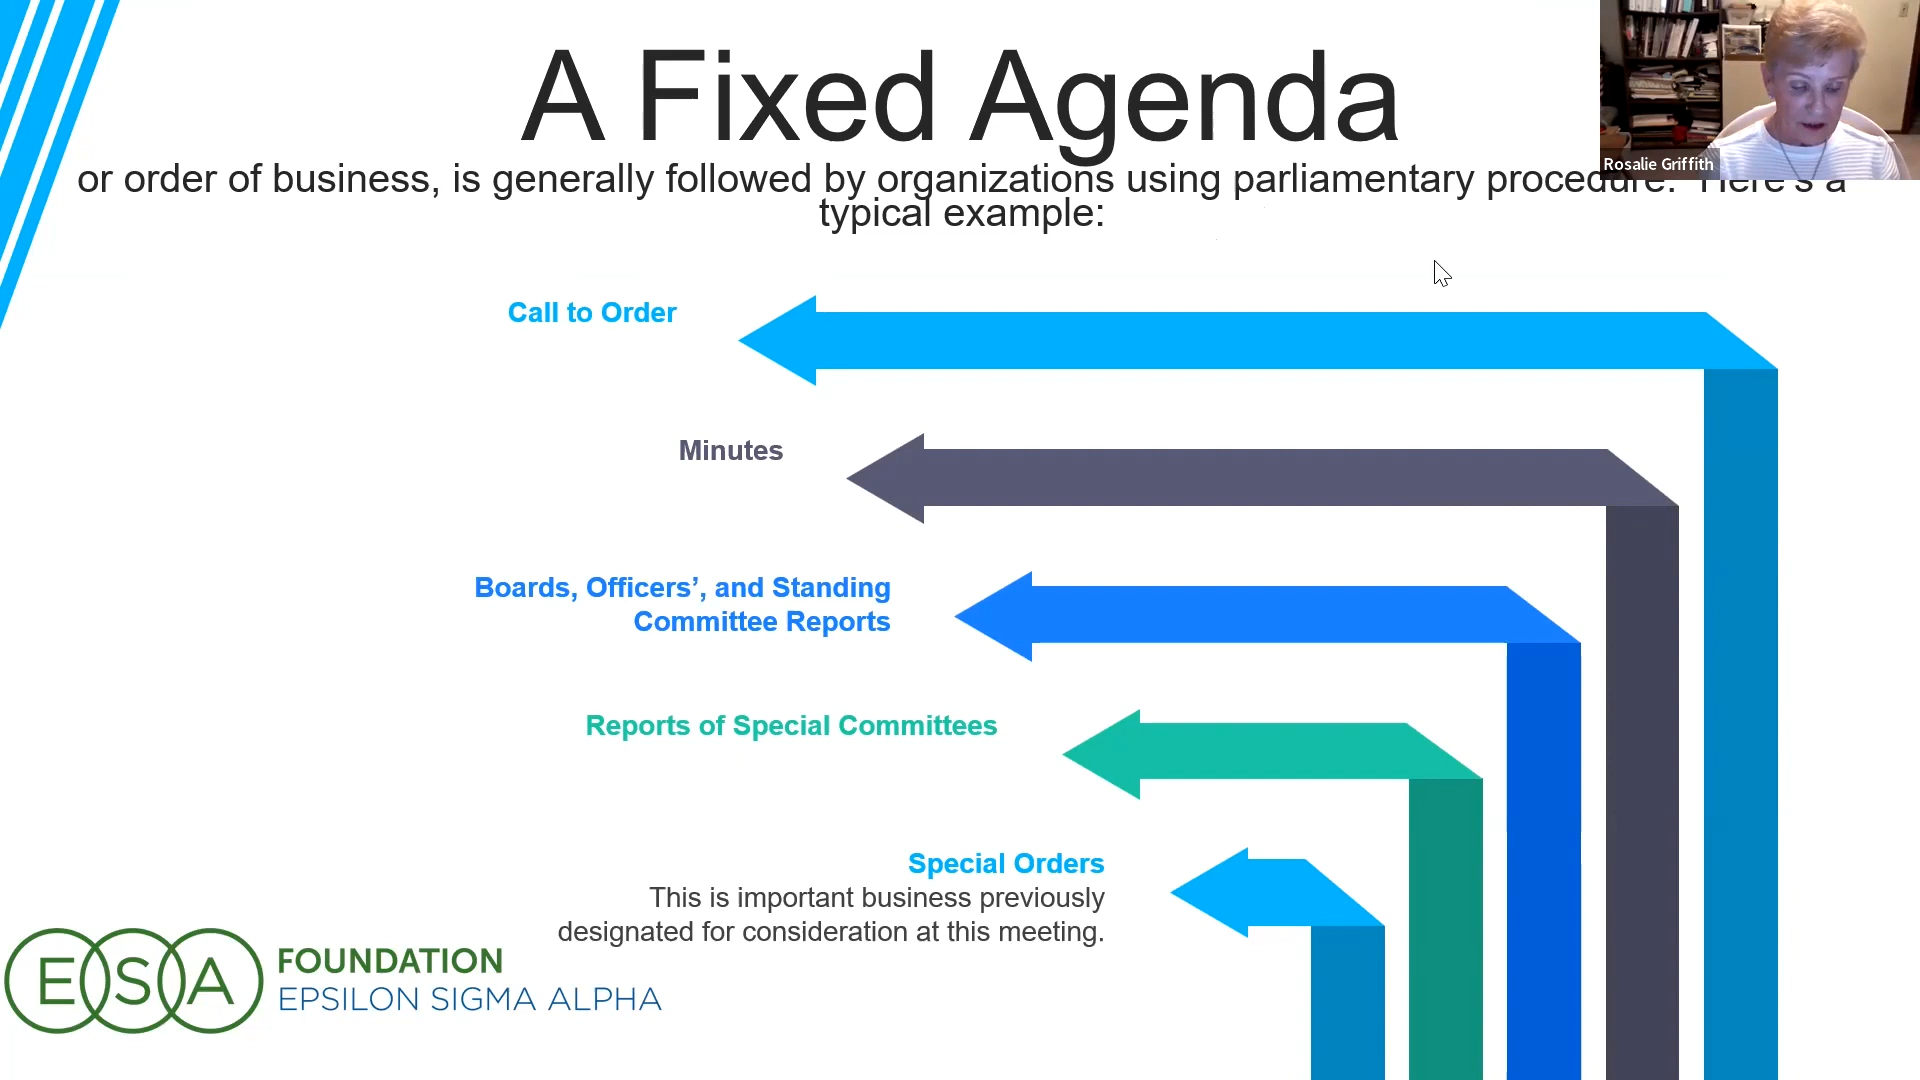 A Fixed Agenda
or order of business, is generally followed by organizations using parliamentary procedure. Here's a
typical example:
Rosalie Griffith
Call to Order
Minutes
Boards, Officers’, and Standing
Committee Reports
Reports of Special Committees
Special Orders
This is important business previously
designated for consideration at this meeting.
ESA
FOUNDATION
EPSILON SIGMA ALPHA